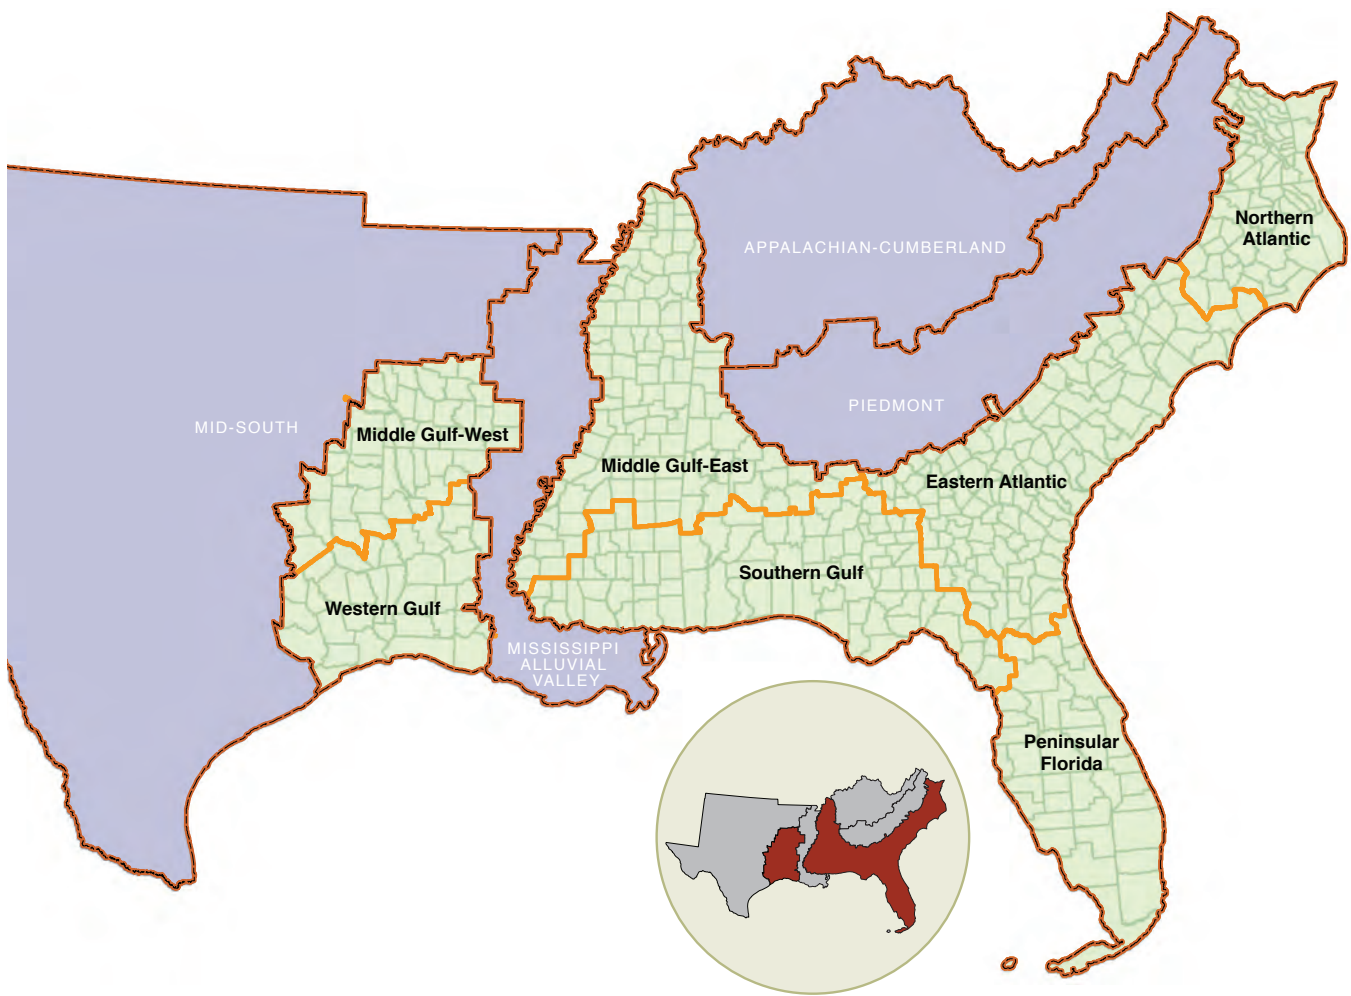 Northern
Atlantic
APPALACHIAN-CUMBERLAND
PIEDMONT
MID-SOUTH
Middle Gulf-West
Middle Gulf-East
Eastern Atlantic
Southern Gulf
Western Gulf
MISSISSIPPI
ALLUVIAL
VALLEY
Peninsular
Florida